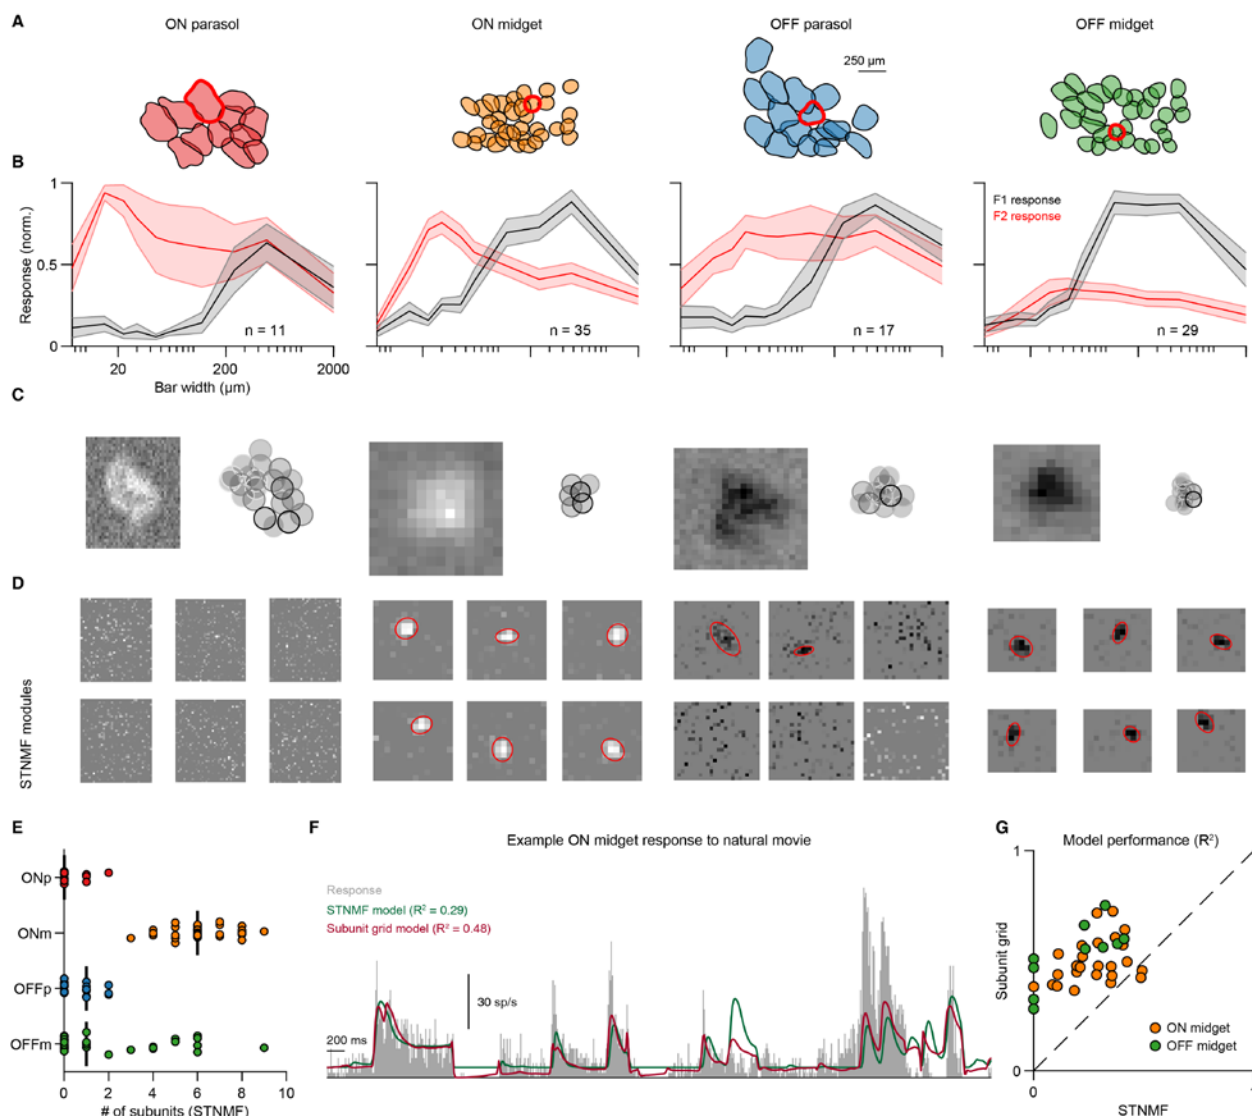 A
ON parasol
ON midget
OFF parasol
OFF midget
250 µm
B
Response (norm.)
1
0.5
0
n = 11
n = 35
n = 17
n = 29
F1 response
F2 response
20
200
2000
Bar width (µm)
C
D
STNMF modules
E
ONp
ONm
OFFp
OFFm
0
2
4
6
8
10
# of subunits (STNMF)
F
Example ON midget response to natural movie
Response
STNMF model (R² = 0.29)
Subunit grid model (R² = 0.48)
30 sp/s
200 ms
G
Model performance (R²)
1
Subunit grid
0
ON midget
OFF midget
0
STNMF